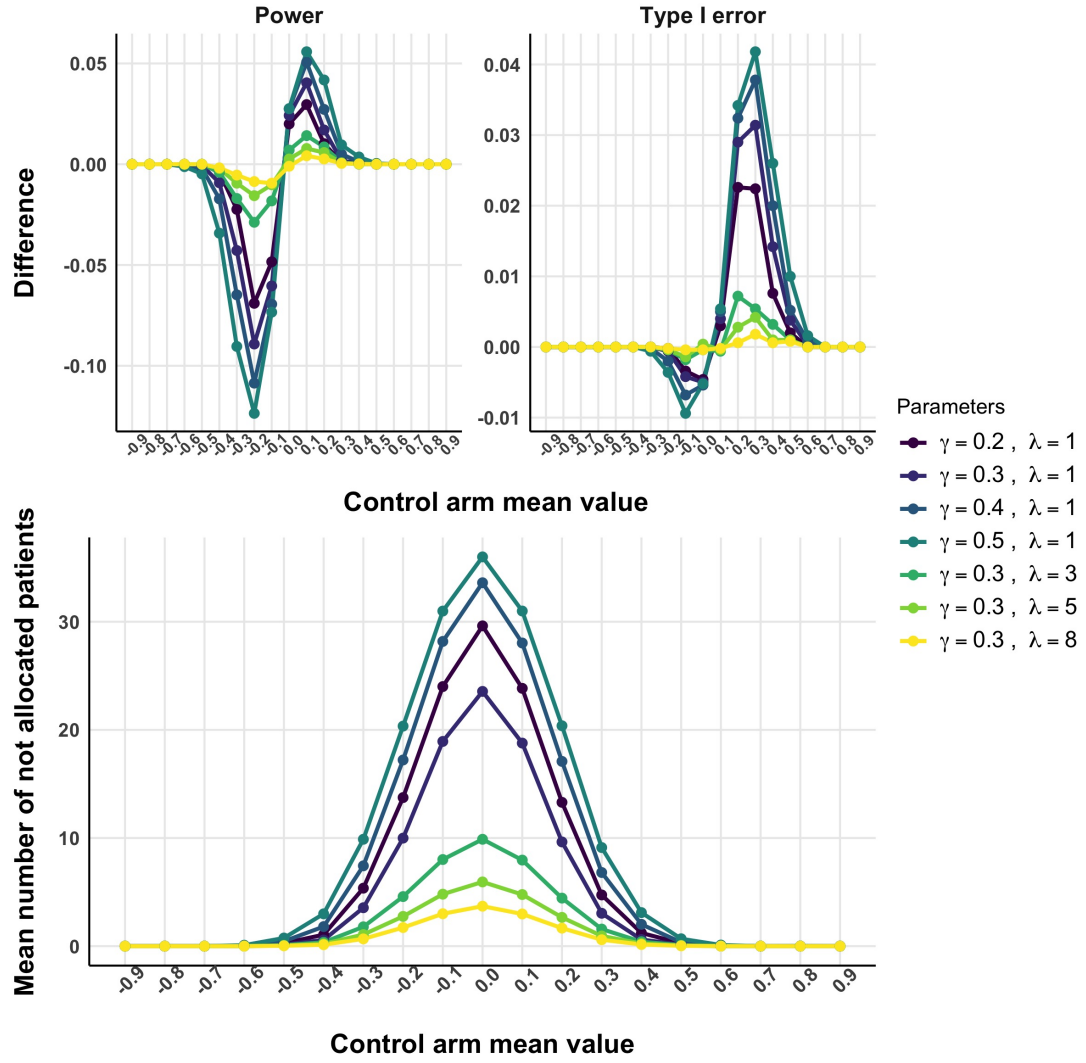 Power
Type I error
Difference
0.05
0.00
-0.05
-0.10
0.04
0.03
0.02
0.01
0.00
-0.01
-0.9 -0.8 -0.7 -0.6 -0.5 -0.4 -0.3 -0.2 -0.1 0.0 0.1 0.2 0.3 0.4 0.5 0.6 0.7 0.8 0.9
-0.9 -0.8 -0.7 -0.6 -0.5 -0.4 -0.3 -0.2 -0.1 0.0 0.1 0.2 0.3 0.4 0.5 0.6 0.7 0.8 0.9
Control arm mean value
Mean number of not allocated patients
30
20
10
0
-0.9 -0.8 -0.7 -0.6 -0.5 -0.4 -0.3 -0.2 -0.1 0.0 0.1 0.2 0.3 0.4 0.5 0.6 0.7 0.8 0.9
Control arm mean value
Parameters
γ = 0.2 , λ = 1
γ = 0.3 , λ = 1
γ = 0.4 , λ = 1
γ = 0.5 , λ = 1
γ = 0.3 , λ = 3
γ = 0.3 , λ = 5
γ = 0.3 , λ = 8